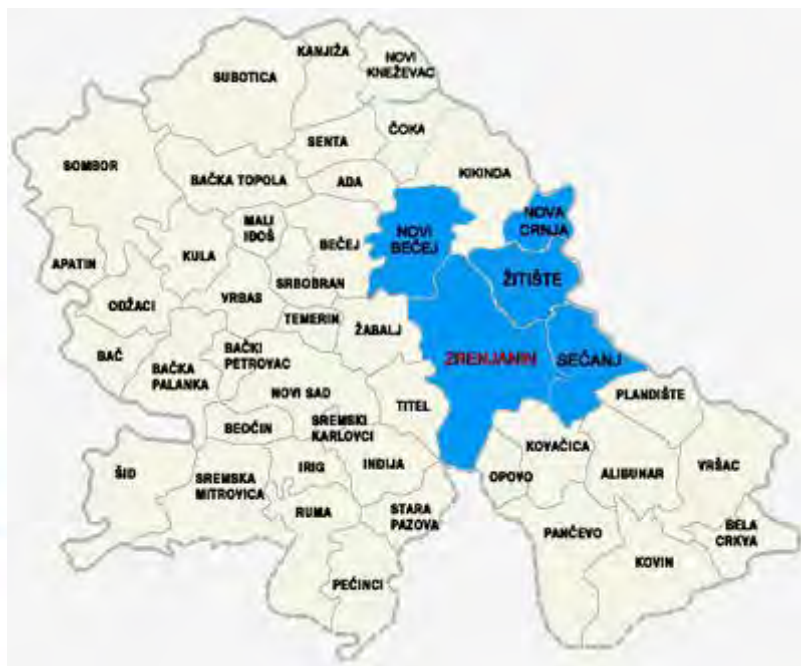 KANJIŽA
NOVI
KNEŽEVAC
SUBOTICA
ČOKA
SENTA
SOMBOR
KIKINDA
BAČKA TOPOLA
ADA
NOVA
CRNJA
MALI
IĐOŠ
NOVI
BEČEJ
BEČEJ
KULA
APATIN
ŽITIŠTE
SRBOBRAN
VRBAS
ODŽACI
TEMERIN
ŽABALJ
BAČ
BAČKI
PETROVAC
BAČKA
PALANKA
ZRENJANIN
SEČANJ
NOVI SAD
PLANDIŠTE
TITEL
BEOČIN
SREMSKI
KARLOVCI
KOVAČICA
ŠID
IRIG
INĐIJA
SREMSKA
MITROVICA
OPOVO
ALIBUNAR
VRŠAC
RUMA
STARA
PAZOVA
PANČEVO
BELA
CRKVA
KOVIN
PEĆINCI